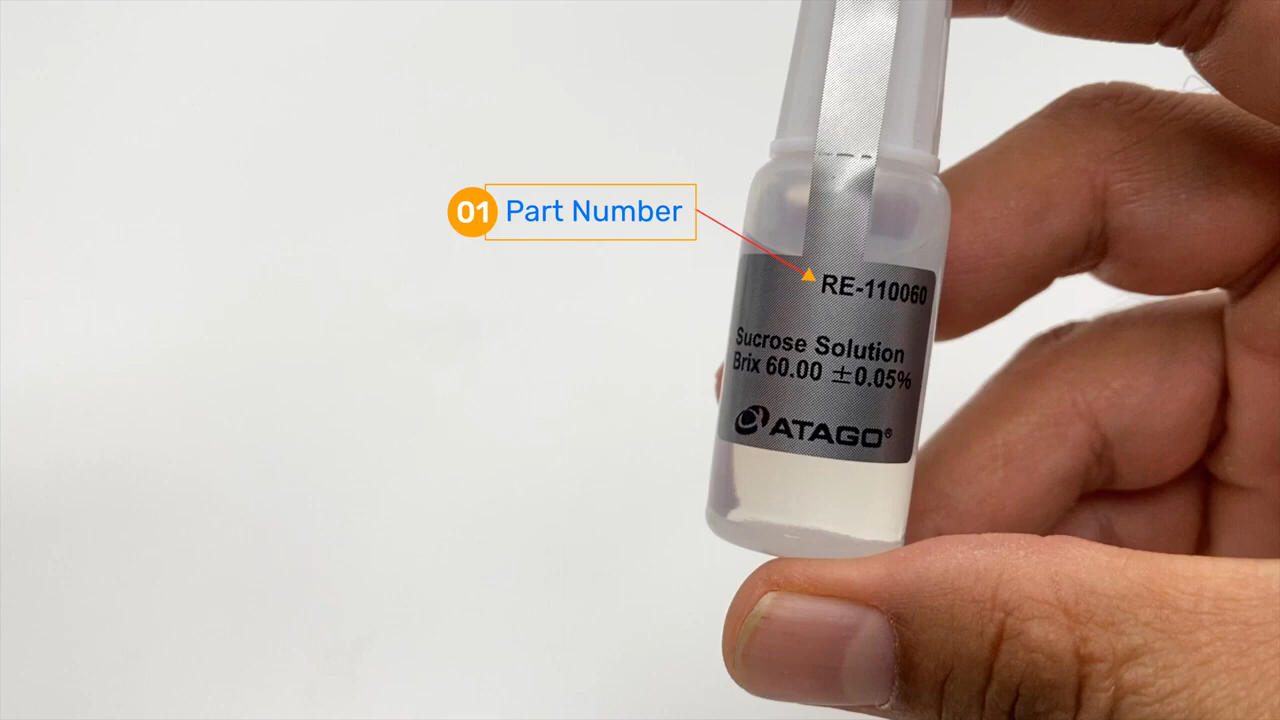 01 Part Number
RE-110060
Sucrose Solution
Brix 60.00 ±0.05%
ATAGO®